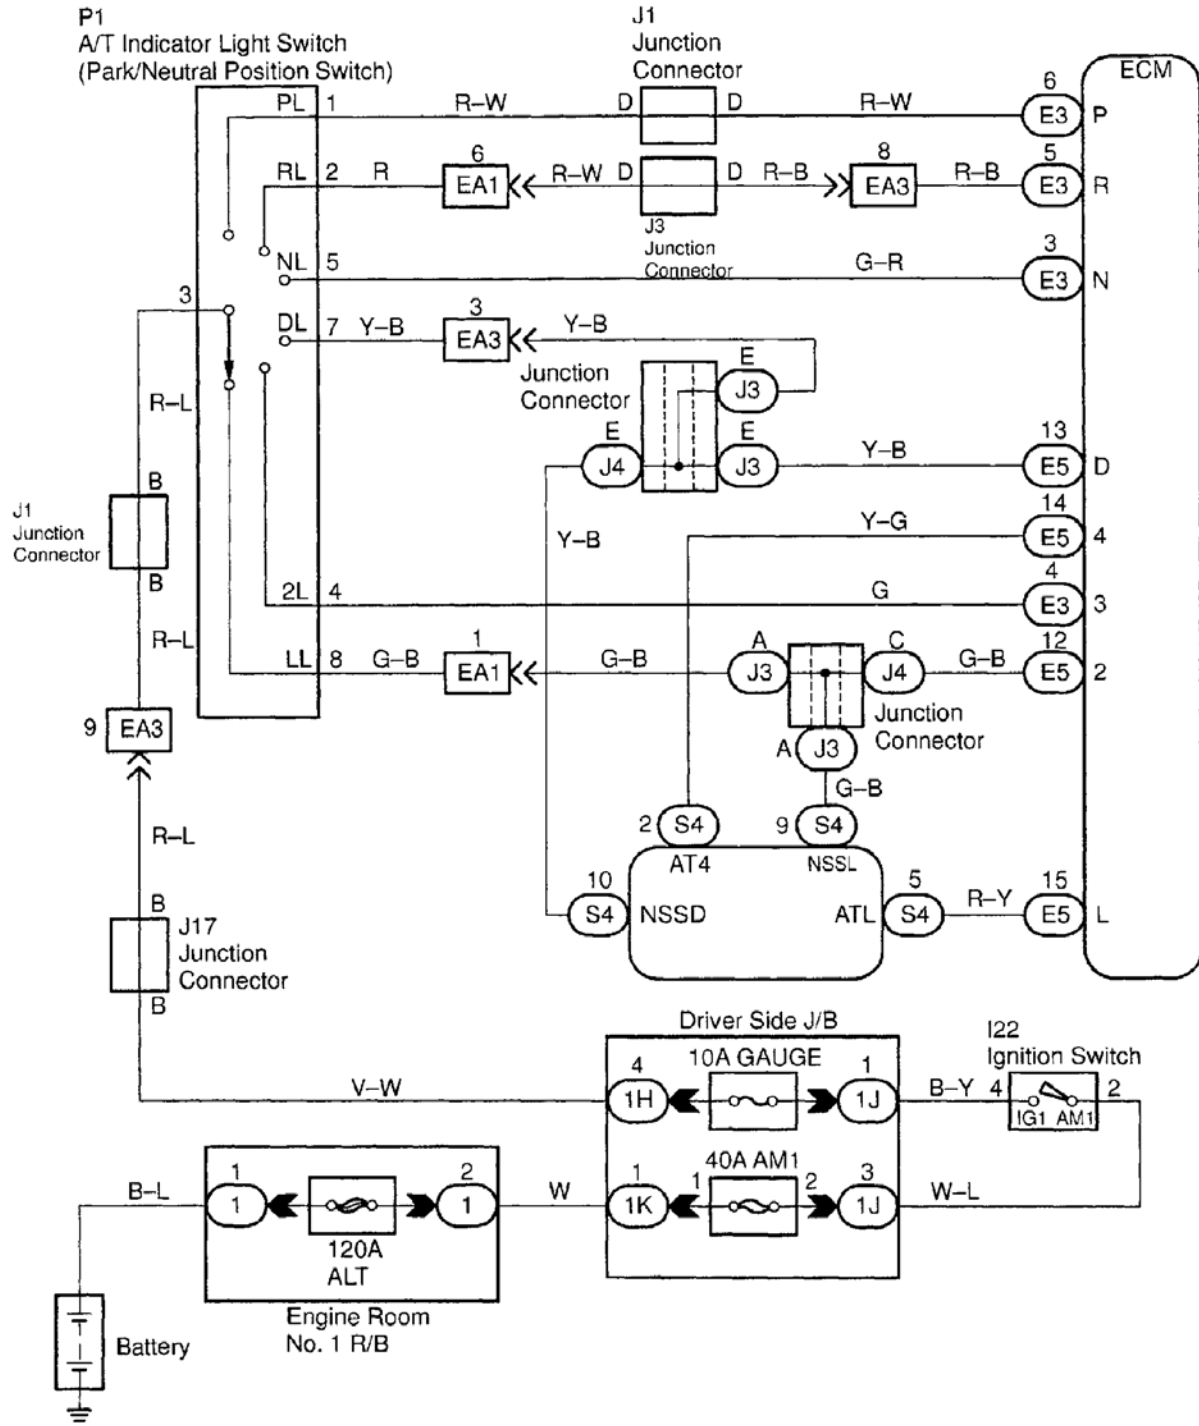 P1
A/T Indicator Light Switch
(Park/Neutral Position Switch)
J1
Junction
Connector
ECM
PL 1 R–W D D R–W 6 E3 P
RL 2 R 6 EA1 R–W D D R–B 8 EA3 R–B 5 E3 R
J3
Junction
Connector
NL 5 G–R 3 E3 N
3
DL 7 Y–B 3 EA3 Y–B
Junction
Connector
E
J3
R–L
E E 13
J4 J3 Y–B E5 D
B
J1
Junction
Connector
B
Y–B
Y–G 14 E5 4
2L 4 G 4 E3 3
R–L
LL 8 G–B 1 EA1 G–B A J3 C J4 G–B 12 E5 2
Junction
Connector
9 EA3
A J3
G–B
R–L
2 S4 9 S4
AT4 NSSL
10 5 15
S4 NSSD ATL S4 R–Y E5 L
B
J17
Junction
Connector
B
Driver Side J/B
I22
Ignition Switch
4 10A GAUGE 1
V–W 1H 1J B–Y 4 IG1 AM1 2
40A AM1
1 2 1 1 2 3
B–L 1 1 W 1K 1J W–L
120A
ALT
Engine Room
No. 1 R/B
Battery